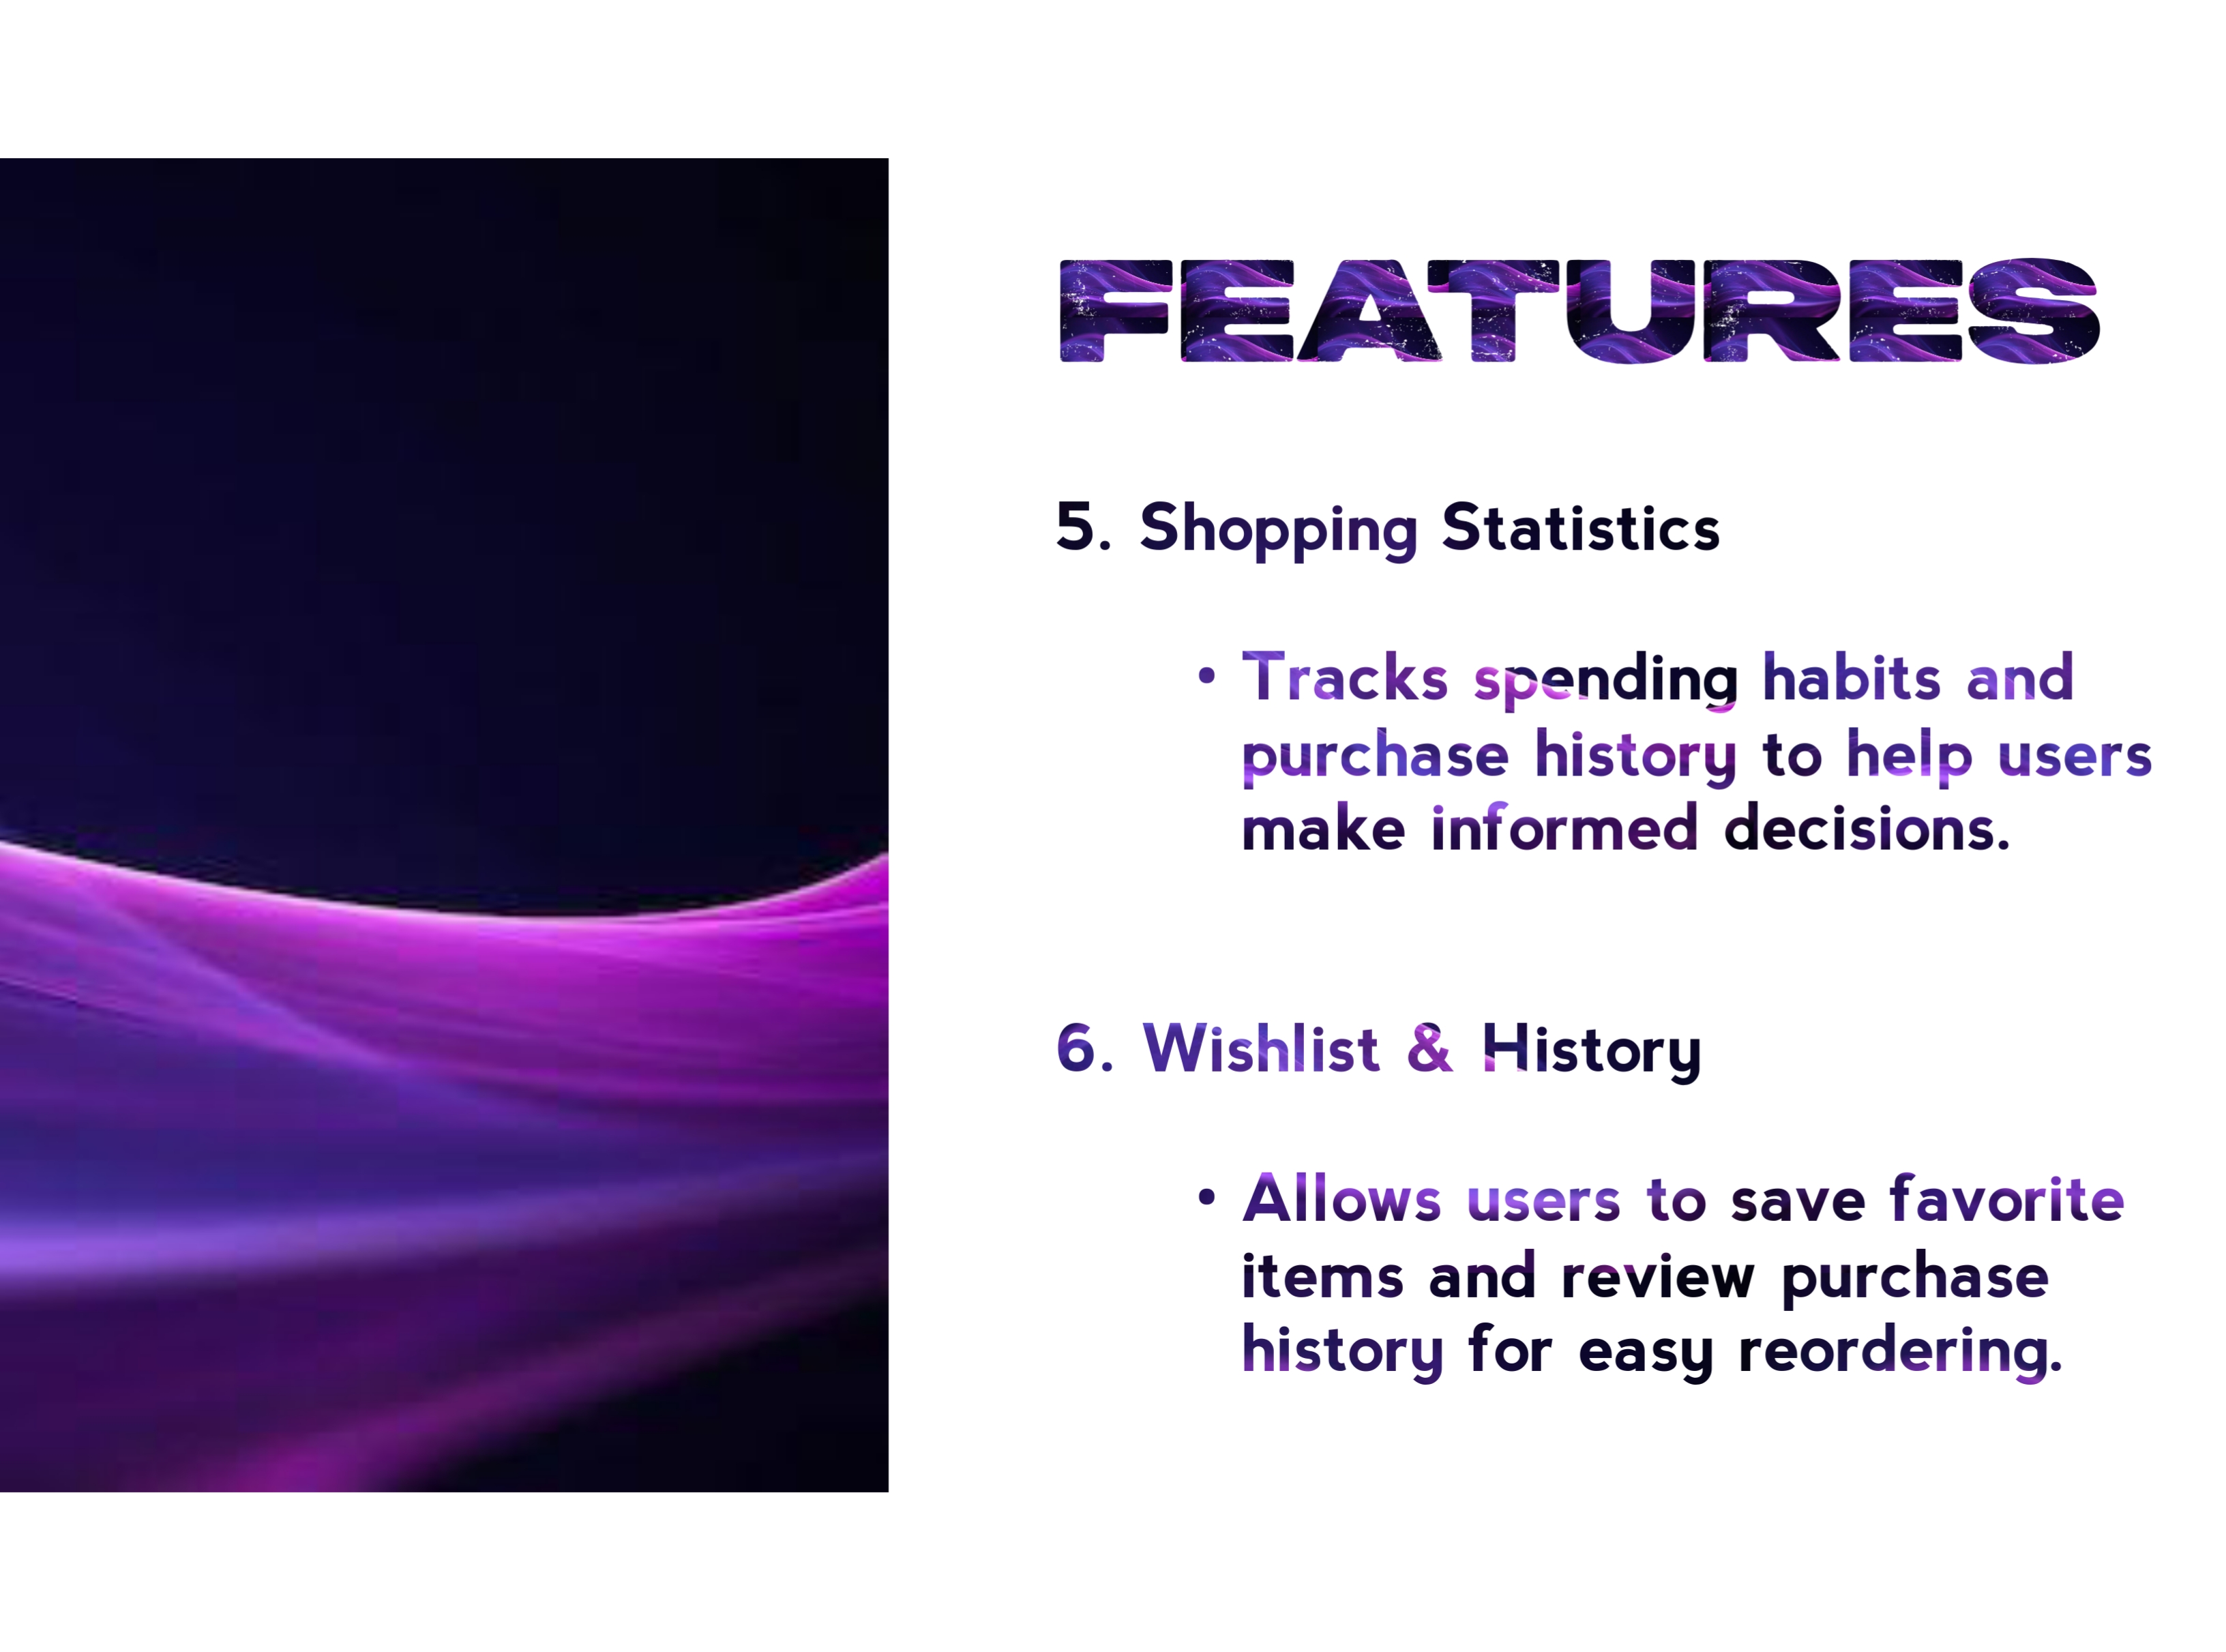 FEATURES
5. Shopping Statistics
• Tracks spending habits and
purchase history to help users
make informed decisions.
6. Wishlist & History
• Allows users to save favorite
items and review purchase
history for easy reordering.